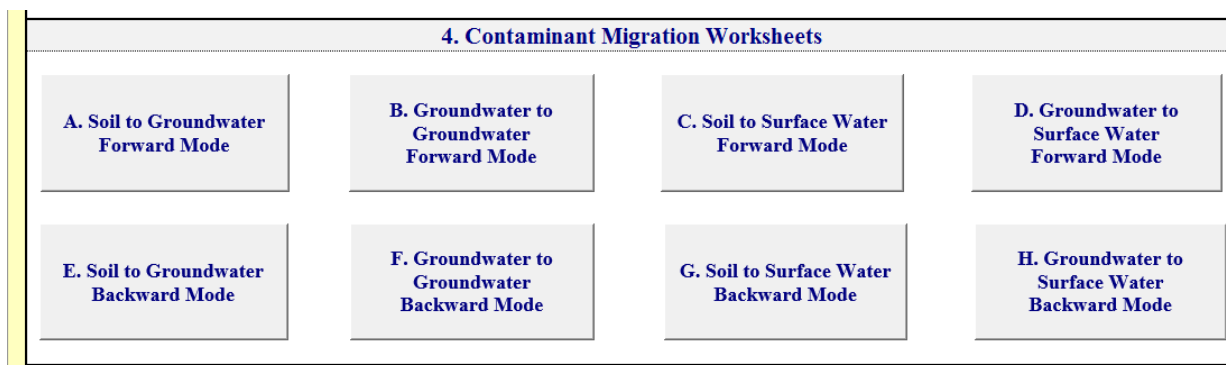 4. Contaminant Migration Worksheets
A. Soil to Groundwater
Forward Mode
B. Groundwater to
Groundwater
Forward Mode
C. Soil to Surface Water
Forward Mode
D. Groundwater to
Surface Water
Forward Mode
E. Soil to Groundwater
Backward Mode
F. Groundwater to
Groundwater
Backward Mode
G. Soil to Surface Water
Backward Mode
H. Groundwater to
Surface Water
Backward Mode